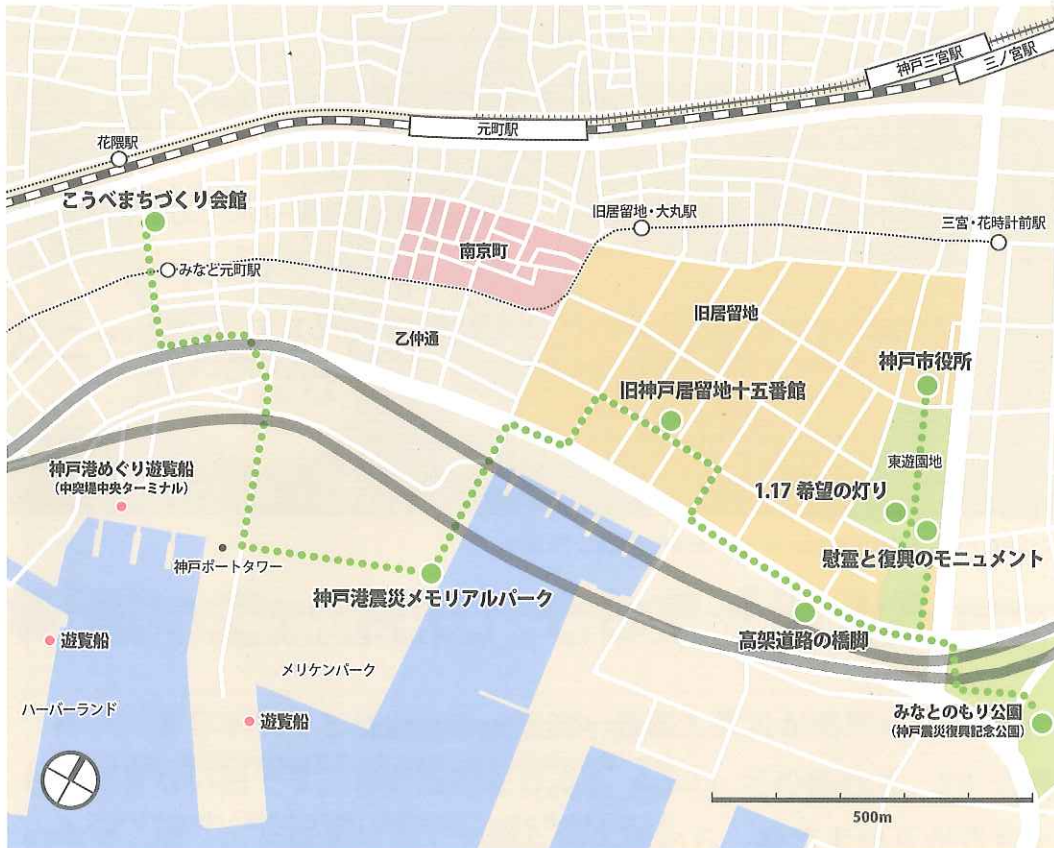 神戸三宮駅
三ノ宮駅
元町駅
花隈駅
こうべまちづくり会館
旧居留地・大丸駅
三宮・花時計前駅
南京町
みなと元町駅
旧居留地
乙仲通
神戸市役所
旧神戸居留地十五番館
東遊園地
神戸港めぐり遊覧船
(中突堤中央ターミナル)
1.17 希望の灯り
慰霊と復興のモニュメント
神戸ポートタワー
神戸港震災メモリアルパーク
高架道路の橋脚
遊覧船
メリケンパーク
ハーバーランド
遊覧船
みなとのもり公園
(神戸震災復興記念公園)
500m